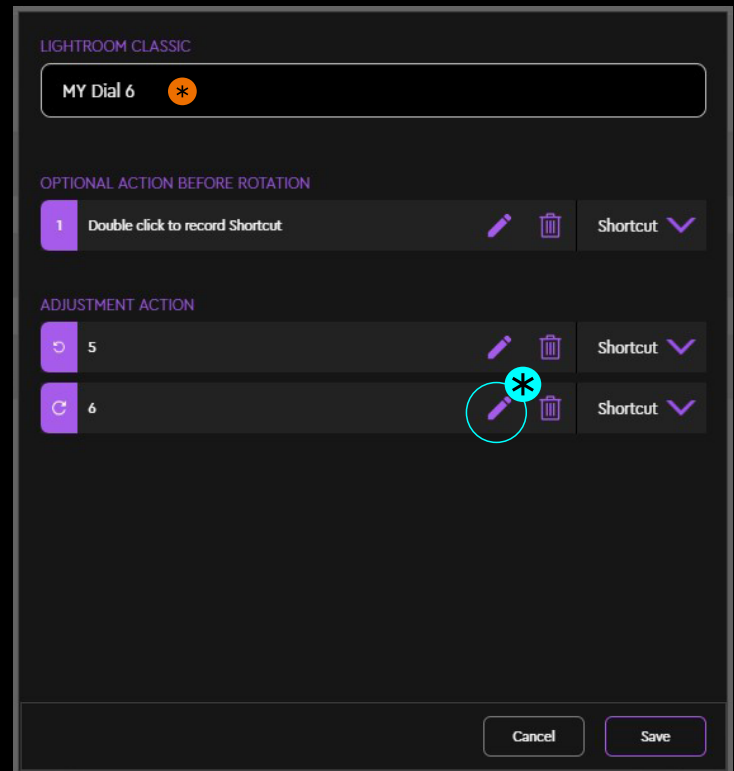 LIGHTROOM CLASSIC
MY Dial 6 *
OPTIONAL ACTION BEFORE ROTATION
1 Double click to record Shortcut Shortcut
ADJUSTMENT ACTION
5 Shortcut
*
6 Shortcut
Cancel Save